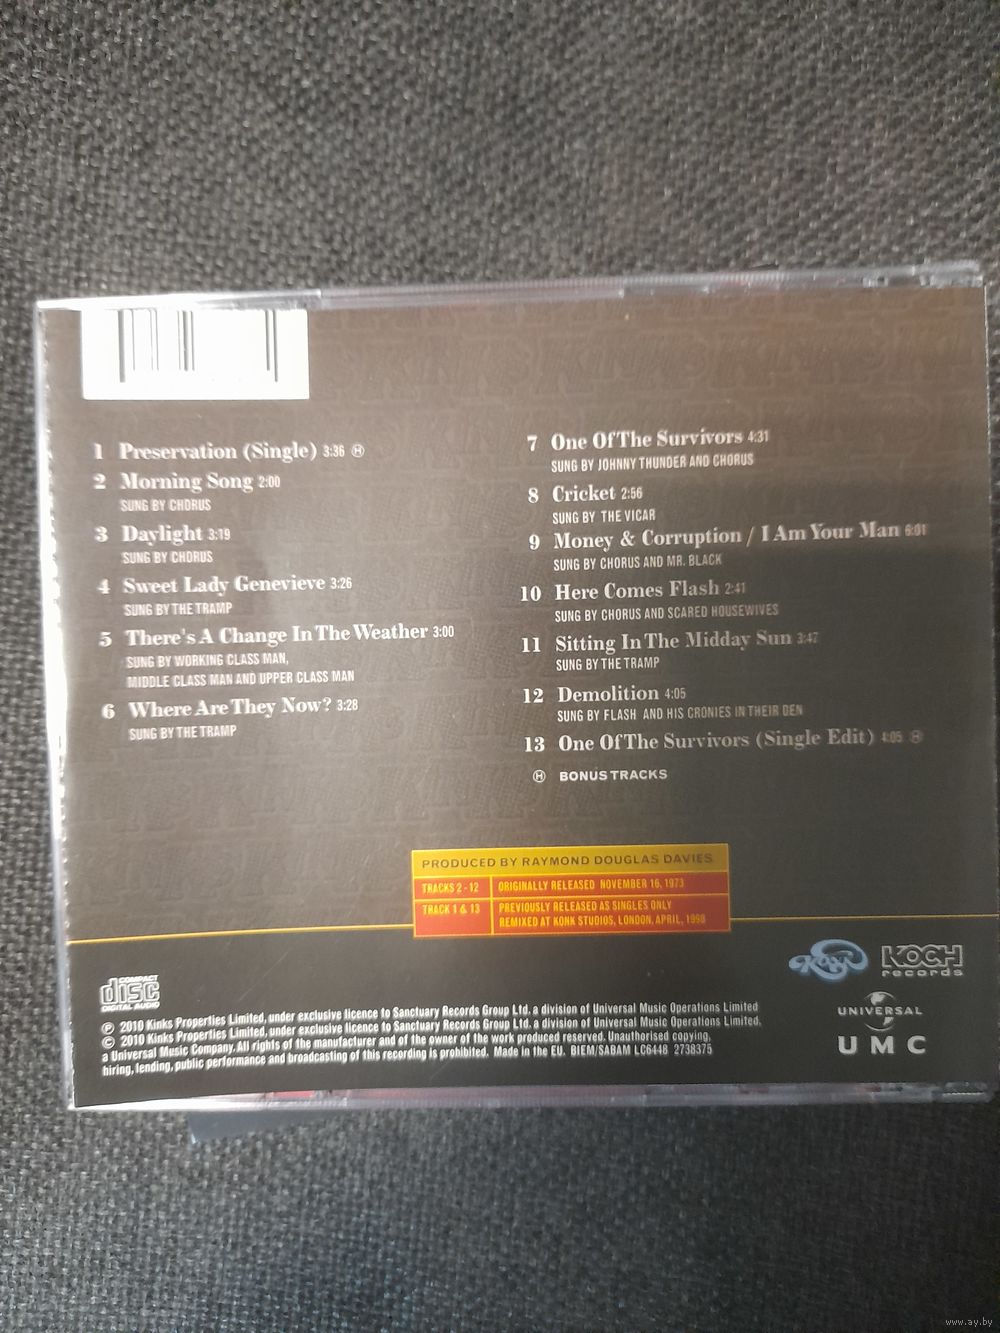 1 Preservation (Single) 3:36 Ⓗ
2 Morning Song 2:00
SUNG BY CHORUS
3 Daylight 3:19
SUNG BY CHORUS
4 Sweet Lady Genevieve 3:26
SUNG BY THE TRAMP
5 There's A Change In The Weather 3:00
SUNG BY WORKING CLASS MAN,
MIDDLE CLASS MAN AND UPPER CLASS MAN
6 Where Are They Now? 3:28
SUNG BY THE TRAMP
7 One Of The Survivors 4:31
SUNG BY JOHNNY THUNDER AND CHORUS
8 Cricket 2:56
SUNG BY THE VICAR
9 Money & Corruption / I Am Your Man 6:01
SUNG BY CHORUS AND MR. BLACK
10 Here Comes Flash 2:41
SUNG BY CHORUS AND SCARED HOUSEWIVES
11 Sitting In The Midday Sun 3:47
SUNG BY THE TRAMP
12 Demolition 4:05
SUNG BY FLASH AND HIS CRONIES IN THEIR DEN
13 One Of The Survivors (Single Edit) 4:05 Ⓗ
Ⓗ BONUS TRACKS
PRODUCED BY RAYMOND DOUGLAS DAVIES
TRACKS 2 - 12 ORIGINALLY RELEASED NOVEMBER 16, 1973
TRACK 1 & 13 PREVIOUSLY RELEASED AS SINGLES ONLY
REMIXED AT KONK STUDIOS, LONDON, APRIL, 1998
COMPACT
disc
DIGITAL AUDIO
Konk
KOCH
records
UNIVERSAL
UMC
℗ 2010 Kinks Properties Limited, under exclusive licence to Sanctuary Records Group Ltd. a division of Universal Music Operations Limited
© 2010 Kinks Properties Limited, under exclusive licence to Sanctuary Records Group Ltd. a division of Universal Music Operations Limited.
a Universal Music Company. All rights of the manufacturer and of the owner of the work produced reserved. Unauthorised copying,
hiring, lending, public performance and broadcasting of this recording is prohibited. Made in the EU. BIEM/SABAM LC6448 2738375
www.ay.by